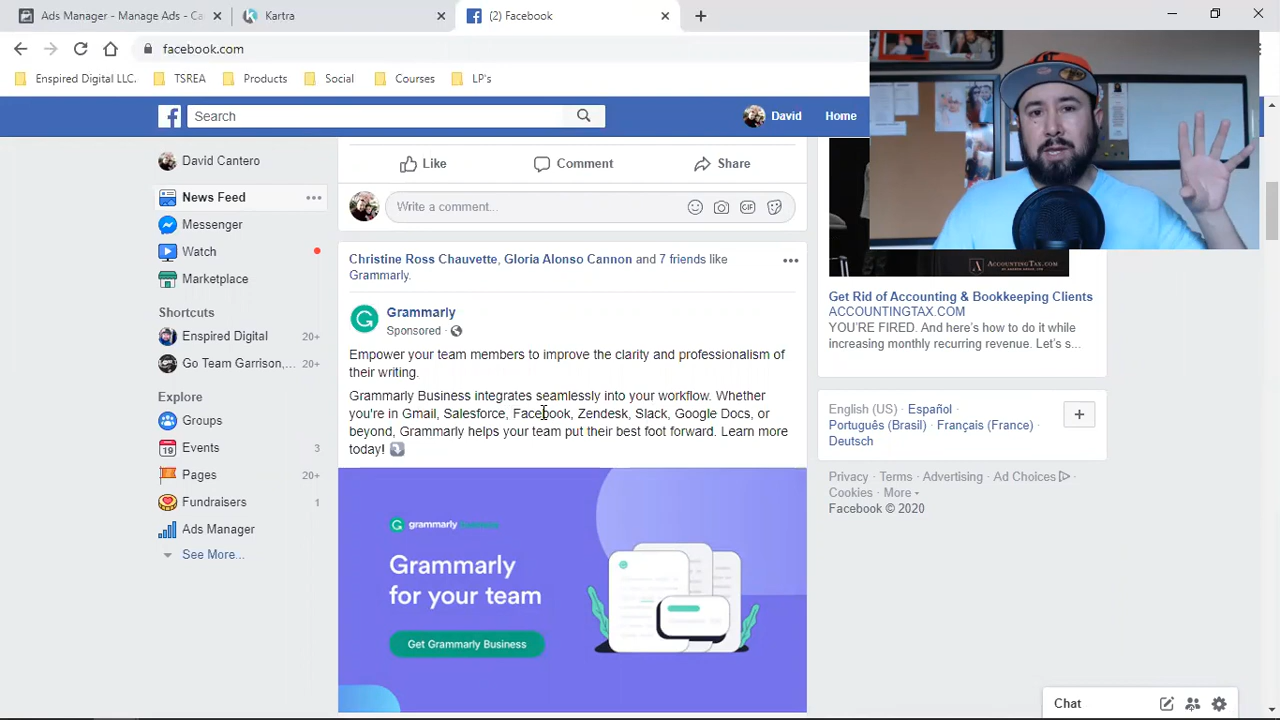 Ads Manager - Manage Ads - Ca
Kartra
(2) Facebook
facebook.com
Enspired Digital LLC.
TSREA
Products
Social
Courses
LP's
Search
David
Home
David Cantero
News Feed
Messenger
Watch
Marketplace
Shortcuts
Enspired Digital
20+
Go Team Garrison,...
20+
Explore
Groups
Events
3
Pages
20+
Fundraisers
1
Ads Manager
See More...
Like
Comment
Share
Write a comment...
GIF
Christine Ross Chauvette, Gloria Alonso Cannon and 7 friends like
Grammarly.
Grammarly
Sponsored ·
Empower your team members to improve the clarity and professionalism of
their writing.
Grammarly Business integrates seamlessly into your workflow. Whether
you're in Gmail, Salesforce, Facebook, Zendesk, Slack, Google Docs, or
beyond, Grammarly helps your team put their best foot forward. Learn more
today!
grammarly
Grammarly
for your team
Get Grammarly Business
ACCOUNTINGTAX.COM
Get Rid of Accounting & Bookkeeping Clients
ACCOUNTINGTAX.COM
YOU'RE FIRED. And here's how to do it while
increasing monthly recurring revenue. Let's s...
English (US) · Español ·
Português (Brasil) · Français (France) ·
Deutsch
Privacy · Terms · Advertising · Ad Choices ·
Cookies · More
Facebook © 2020
Chat